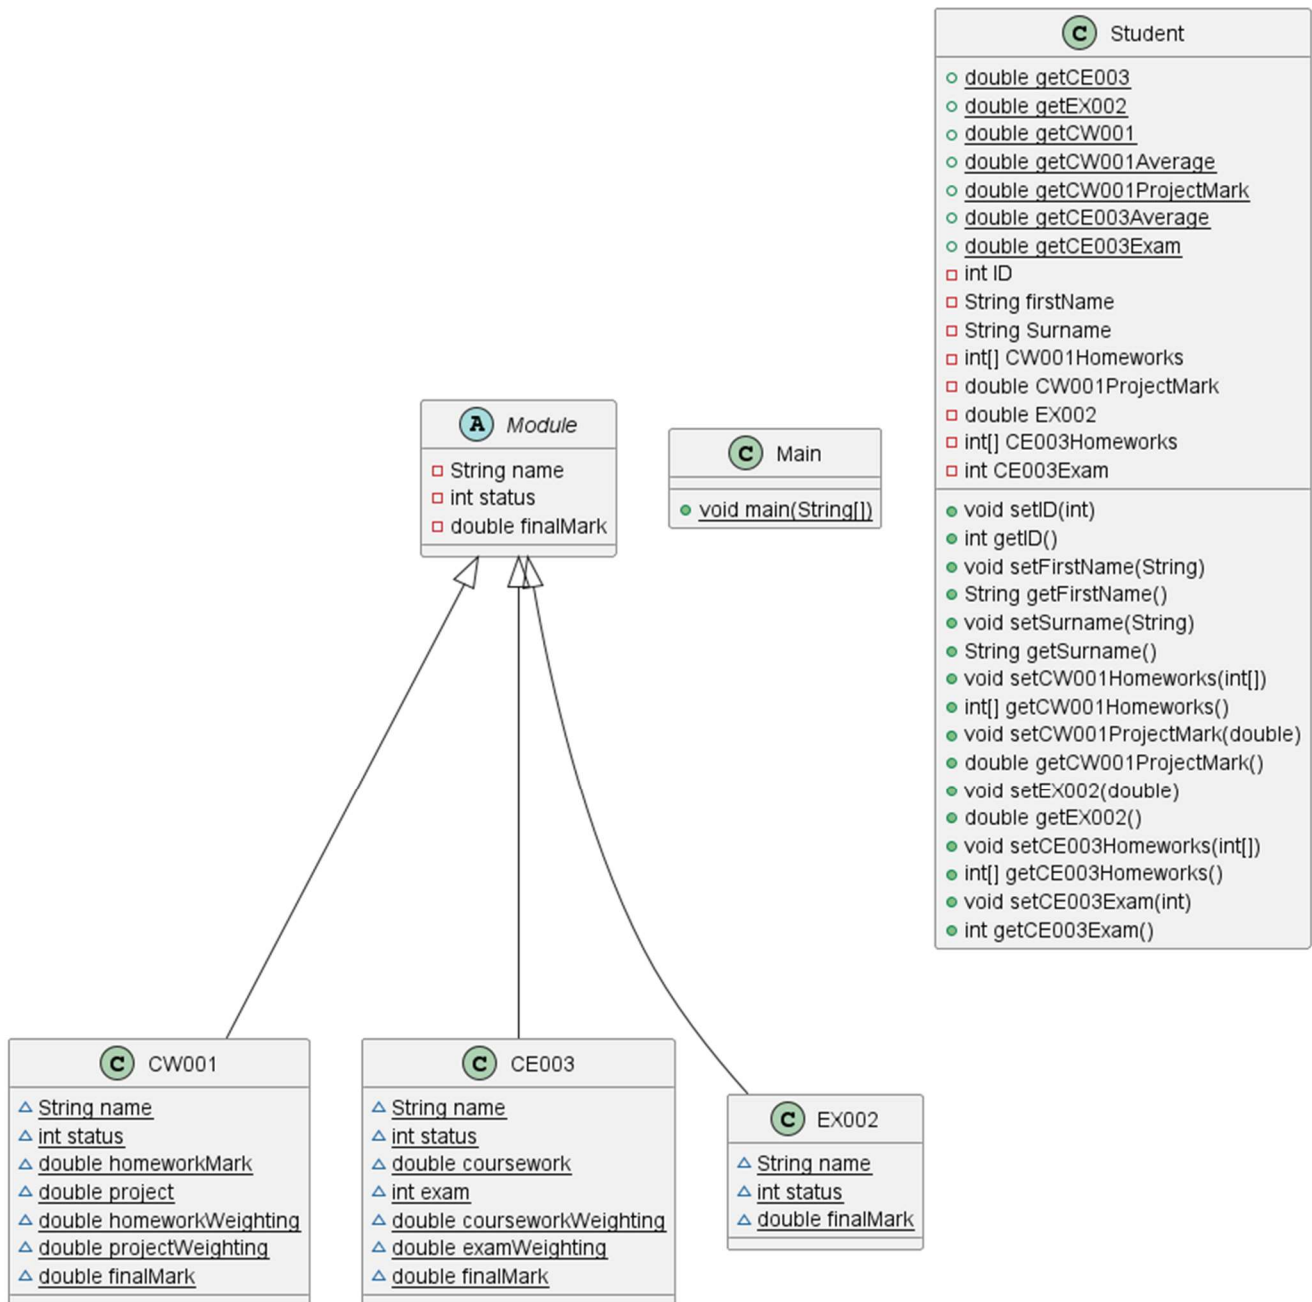 C Student
double getCE003
double getEX002
double getCW001
double getCW001Average
double getCW001ProjectMark
double getCE003Average
double getCE003Exam
int ID
String firstName
String Surname
int[] CW001Homeworks
double CW001ProjectMark
double EX002
int[] CE003Homeworks
int CE003Exam
void setID(int)
int getID()
void setFirstName(String)
String getFirstName()
void setSurname(String)
String getSurname()
void setCW001Homeworks(int[])
int[] getCW001Homeworks()
void setCW001ProjectMark(double)
double getCW001ProjectMark()
void setEX002(double)
double getEX002()
void setCE003Homeworks(int[])
int[] getCE003Homeworks()
void setCE003Exam(int)
int getCE003Exam()
A Module
String name
int status
double finalMark
C Main
void main(String[])
C CW001
String name
int status
double homeworkMark
double project
double homeworkWeighting
double projectWeighting
double finalMark
C CE003
String name
int status
double coursework
int exam
double courseworkWeighting
double examWeighting
double finalMark
C EX002
String name
int status
double finalMark